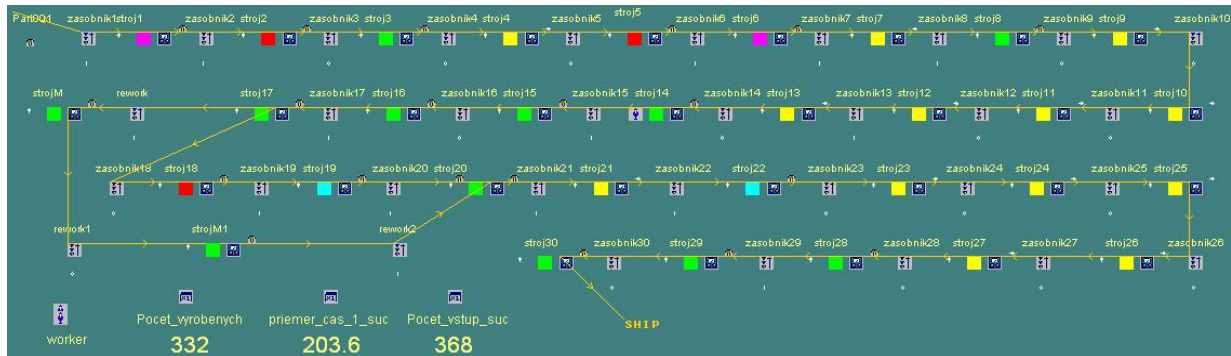 Part001 zasobnik1 stroj1 zasobnik2 stroj2 zasobnik3 stroj3 zasobnik4 stroj4 zasobnik5 stroj5 zasobnik6 stroj6 zasobnik7 stroj7 zasobnik8 stroj8 zasobnik9 stroj9 zasobnik10
strojM rework stroj17 zasobnik17 stroj16 zasobnik16 stroj15 zasobnik15 stroj14 zasobnik14 stroj13 zasobnik13 stroj12 zasobnik12 stroj11 zasobnik11 stroj10
zasobnik18 stroj18 zasobnik19 stroj19 zasobnik20 stroj20 zasobnik21 stroj21 zasobnik22 stroj22 zasobnik23 stroj23 zasobnik24 stroj24 zasobnik25 stroj25
rework1 strojM1 rework2 stroj30 zasobnik30 stroj29 zasobnik29 stroj28 zasobnik28 stroj27 zasobnik27 stroj26 zasobnik26
SHIP
worker Pocet_vyrobenych priemer_cas_1_suc Pocet_vstup_suc
332 203.6 368